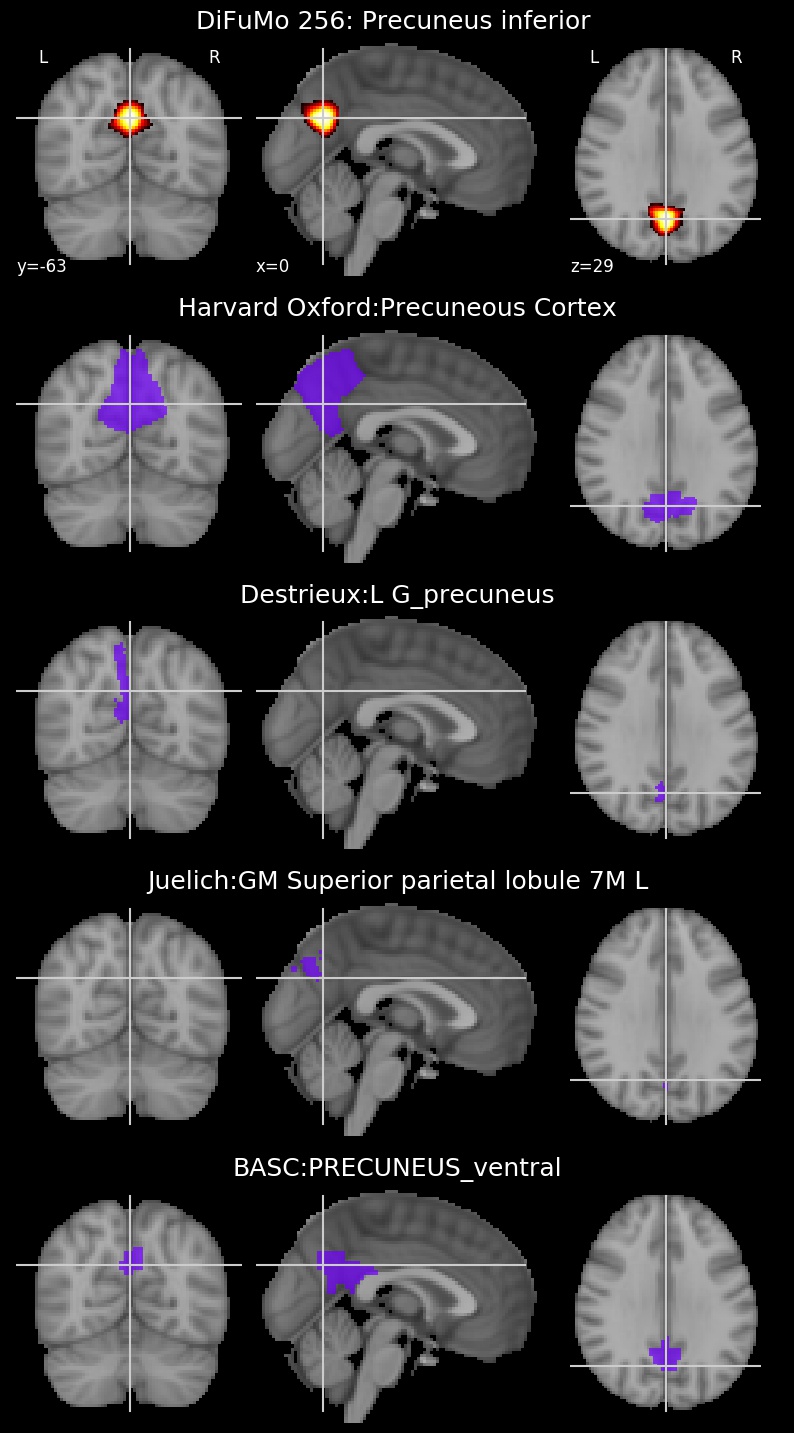 DiFuMo 256: Precuneus inferior
L R L R
y=-63 x=0 z=29
Harvard Oxford:Precuneous Cortex
Destrieux:L G_precuneus
Juelich:GM Superior parietal lobule 7M L
BASC:PRECUNEUS_ventral